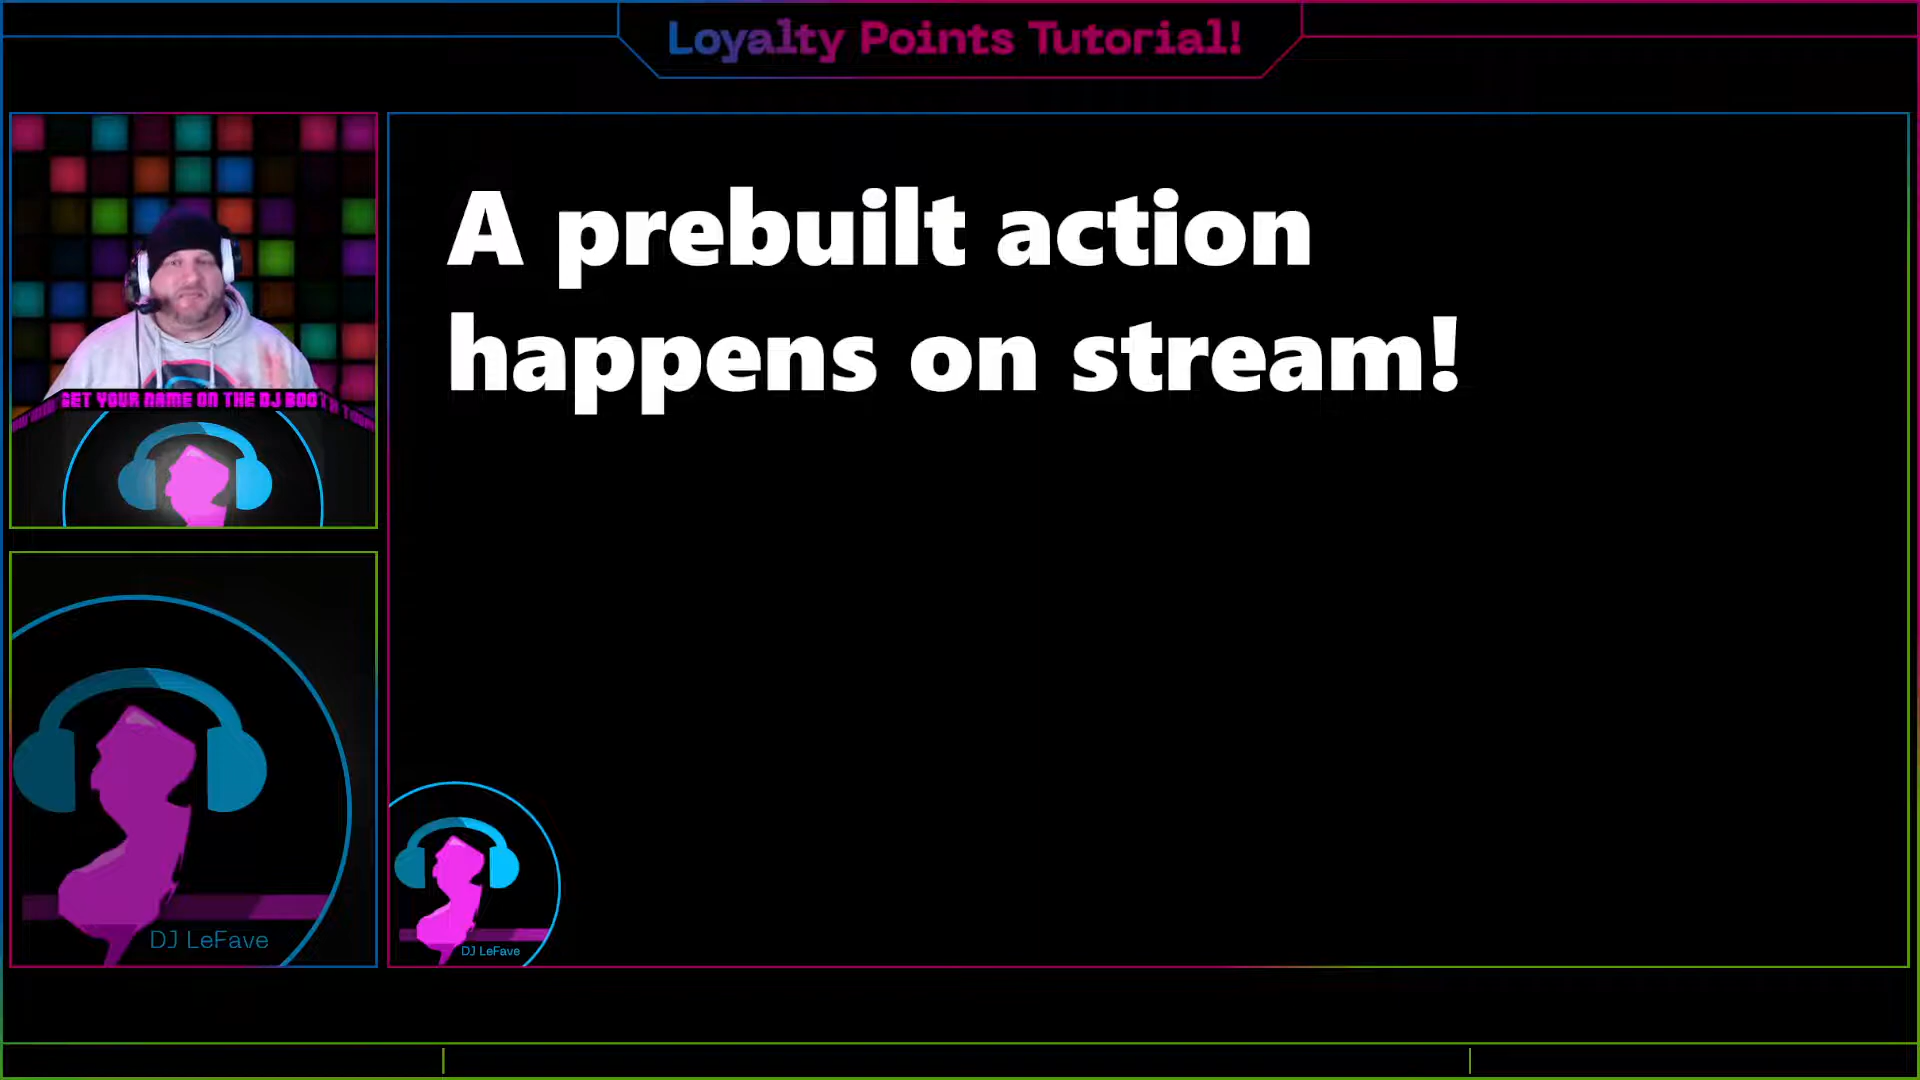 Loyalty Points Tutorial!
A prebuilt action
happens on stream!
GET YOUR NAME ON THE DJ BOOTH TODAY
DJ LeFave
DJ LeFave